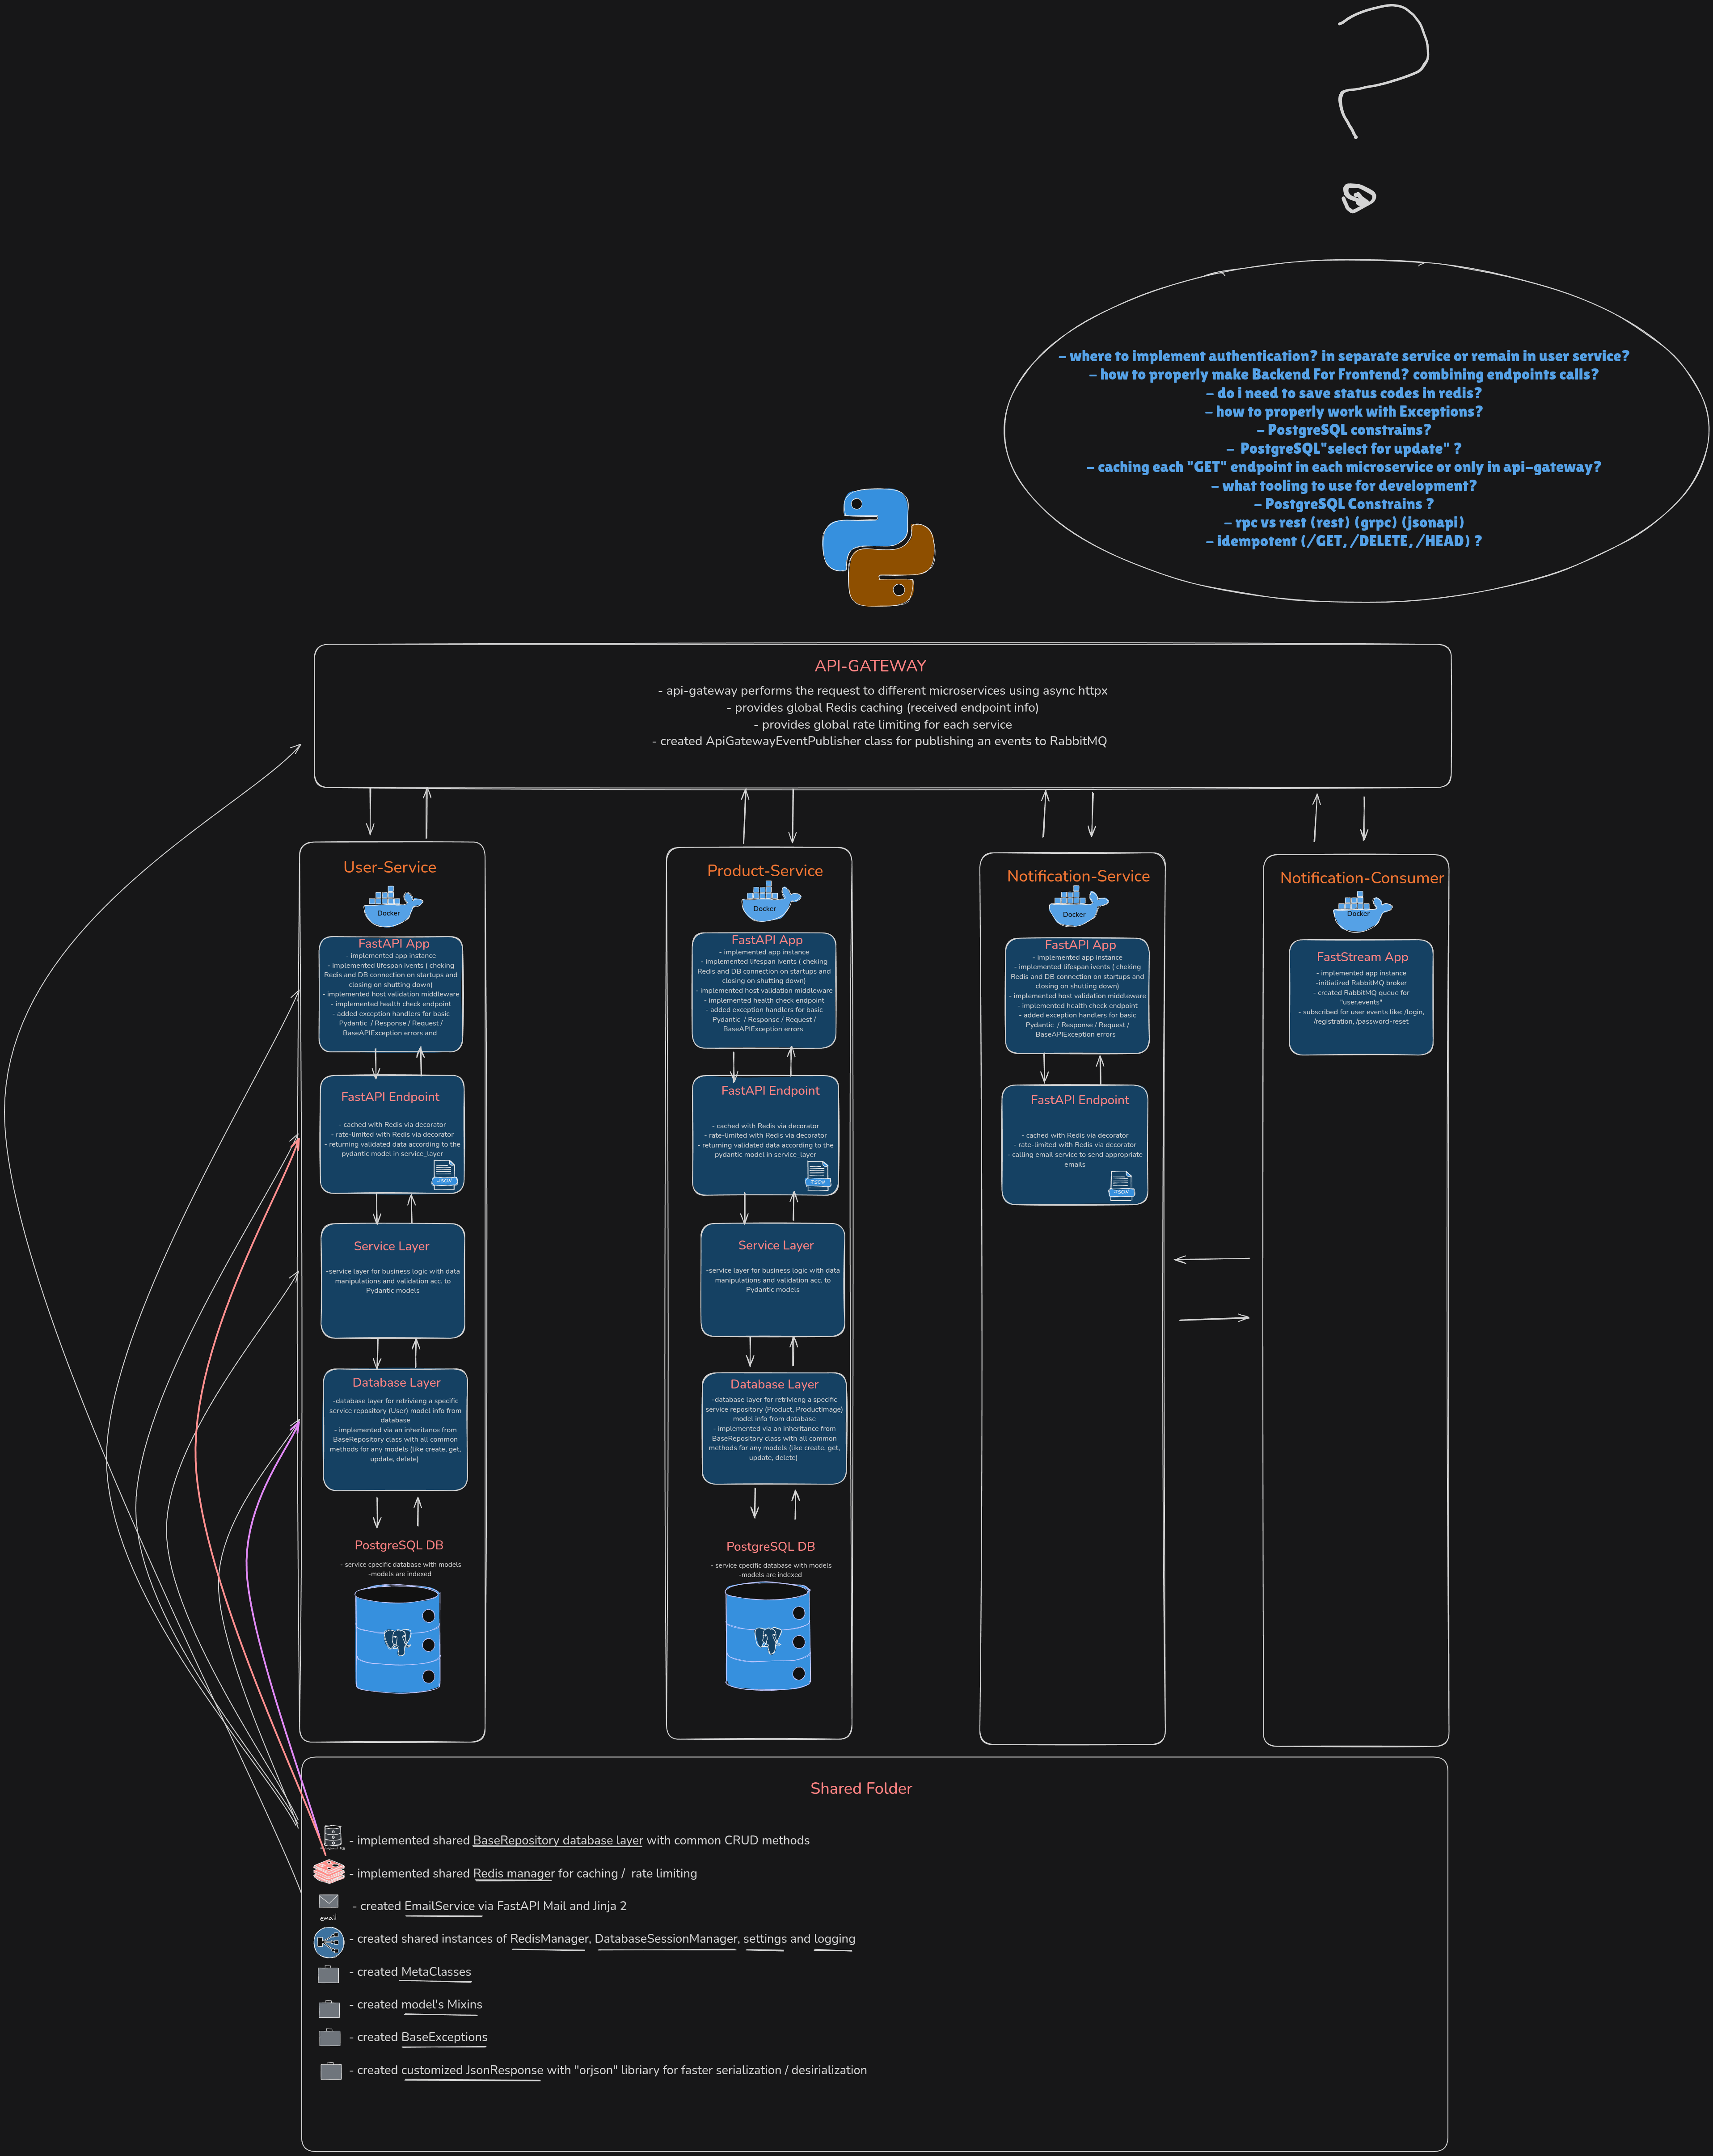 - where to implement authentication? in separate service or remain in user service?
- how to properly make Backend For Frontend? combining endpoints calls?
- do i need to save status codes in redis?
- how to properly work with Exceptions?
- PostgreSQL constrains?
- PostgreSQL"select for update" ?
- caching each "GET" endpoint in each microservice or only in api-gateway?
- what tooling to use for development?
- PostgreSQL Constrains ?
- rpc vs rest (rest) (grpc) (jsonapi)
- idempotent (/GET, /DELETE, /HEAD) ?
API-GATEWAY
- api-gateway performs the request to different microservices using async httpx
- provides global Redis caching (received endpoint info)
- provides global rate limiting for each service
- created ApiGatewayEventPublisher class for publishing an events to RabbitMQ
User-Service
Docker
FastAPI App
- implemented app instance
- implemented lifespan ivents ( cheking
Redis and DB connection on startups and
closing on shutting down)
- implemented host validation middleware
- implemented health check endpoint
- added exception handlers for basic
Pydantic / Response / Request /
BaseAPIException errors and
FastAPI Endpoint
- cached with Redis via decorator
- rate-limited with Redis via decorator
- returning validated data according to the
pydantic model in service_layer
JSON
Service Layer
-service layer for business logic with data
manipulations and validation acc. to
Pydantic models
Database Layer
-database layer for retrivieng a specific
service repository (User) model info from
database
- implemented via an inheritance from
BaseRepository class with all common
methods for any models (like create, get,
update, delete)
PostgreSQL DB
- service cpecific database with models
-models are indexed
Product-Service
Docker
FastAPI App
- implemented app instance
- implemented lifespan ivents ( cheking
Redis and DB connection on startups and
closing on shutting down)
- implemented host validation middleware
- implemented health check endpoint
- added exception handlers for basic
Pydantic / Response / Request /
BaseAPIException errors
FastAPI Endpoint
- cached with Redis via decorator
- rate-limited with Redis via decorator
- returning validated data according to the
pydantic model in service_layer
JSON
Service Layer
-service layer for business logic with data
manipulations and validation acc. to
Pydantic models
Database Layer
-database layer for retrivieng a specific
service repository (Product, ProductImage)
model info from database
- implemented via an inheritance from
BaseRepository class with all common
methods for any models (like create, get,
update, delete)
PostgreSQL DB
- service cpecific database with models
-models are indexed
Notification-Service
Docker
FastAPI App
- implemented app instance
- implemented lifespan ivents ( cheking
Redis and DB connection on startups and
closing on shutting down)
- implemented host validation middleware
- implemented health check endpoint
- added exception handlers for basic
Pydantic / Response / Request /
BaseAPIException errors
FastAPI Endpoint
- cached with Redis via decorator
- rate-limited with Redis via decorator
- calling email service to send appropriate
emails
JSON
Notification-Consumer
Docker
FastStream App
- implemented app instance
-initialized RabbitMQ broker
- created RabbitMQ queue for
"user.events"
- subscribed for user events like: /login,
/registration, /password-reset
Shared Folder
- implemented shared BaseRepository database layer with common CRUD methods
- implemented shared Redis manager for caching / rate limiting
- created EmailService via FastAPI Mail and Jinja 2
email
- created shared instances of RedisManager, DatabaseSessionManager, settings and logging
- created MetaClasses
- created model's Mixins
- created BaseExceptions
- created customized JsonResponse with "orjson" libriary for faster serialization / desirialization